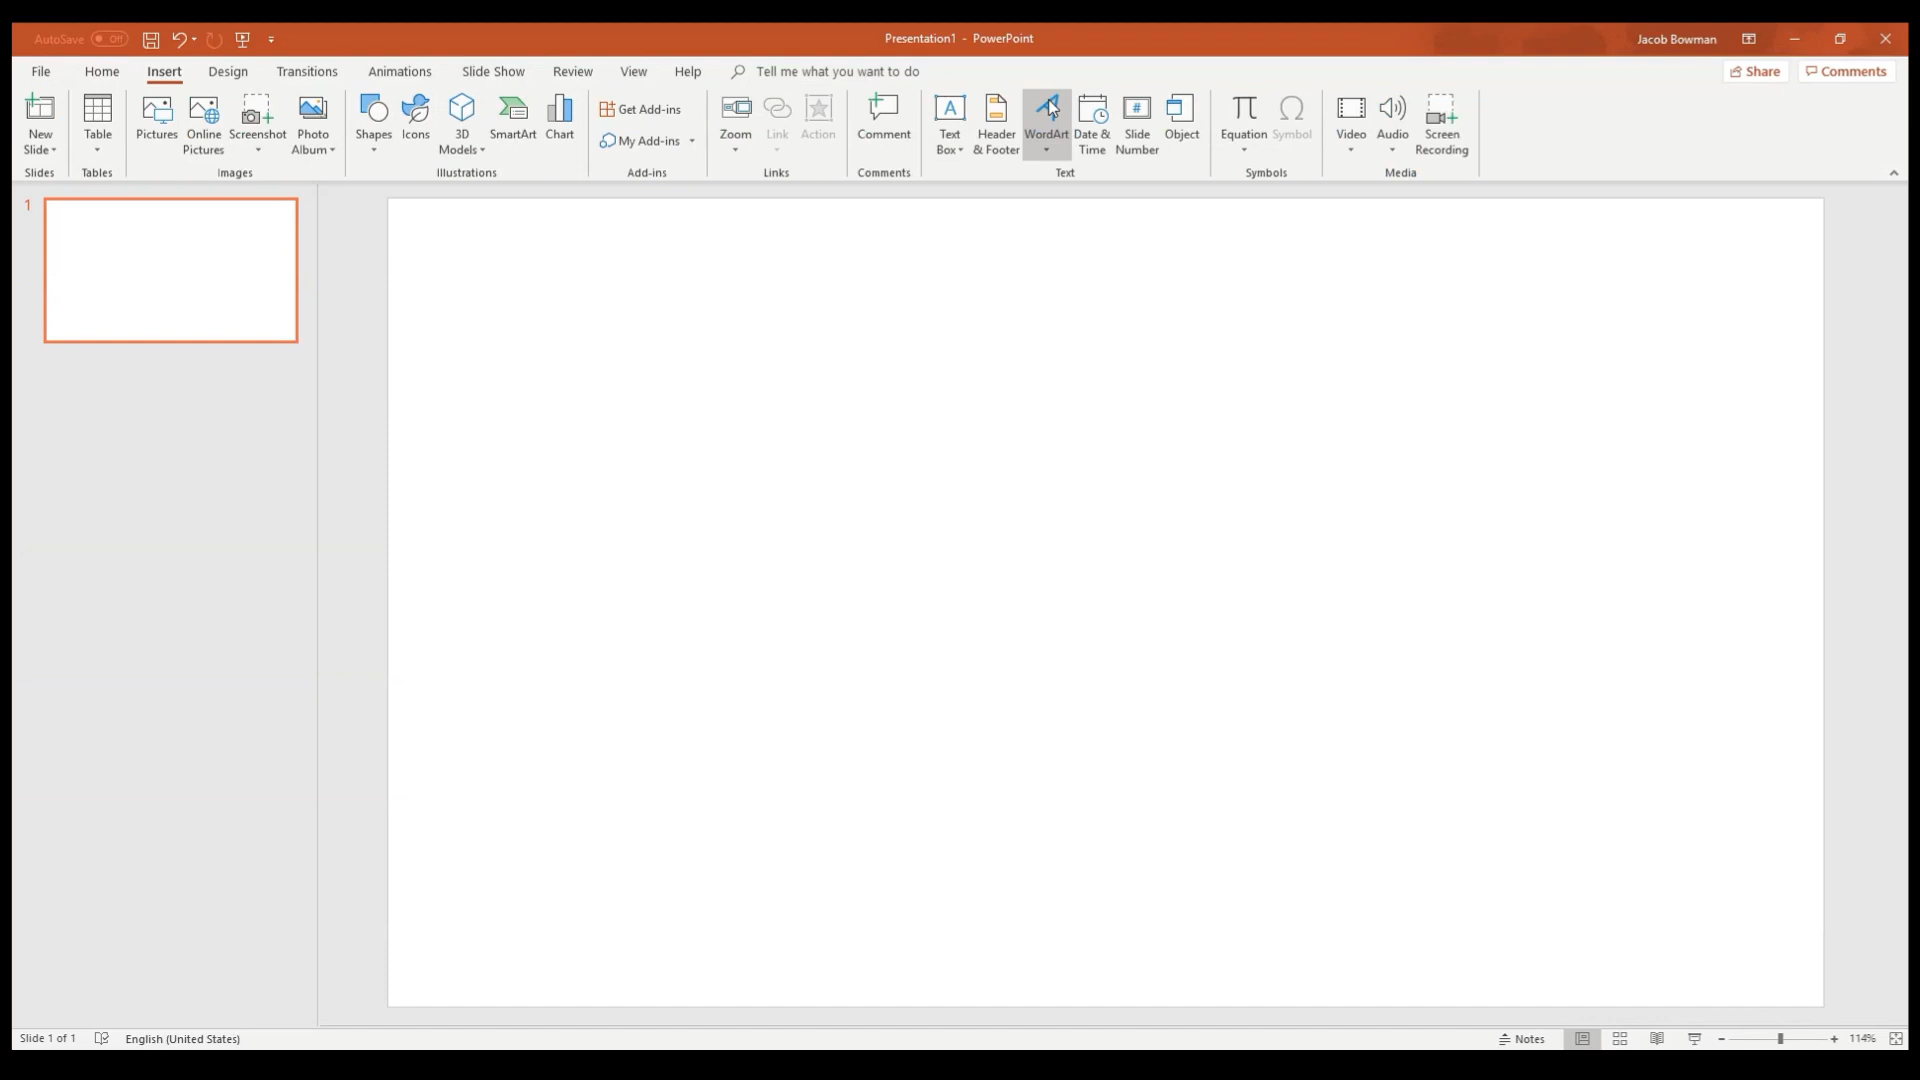 AutoSave Off
Presentation1 - PowerPoint
Jacob Bowman
File Home Insert Design Transitions Animations Slide Show Review View Help Tell me what you want to do
Share Comments
New Slide
Table
Pictures
Online Pictures
Screenshot
Photo Album
Shapes
Icons
3D Models
SmartArt
Chart
Get Add-ins
My Add-ins
Zoom
Link
Action
Comment
Text Box
Header & Footer
WordArt
Date & Time
Slide Number
Object
Equation
Symbol
Video
Audio
Screen Recording
Slides Tables Images Illustrations Add-ins Links Comments Text Symbols Media
1
Slide 1 of 1
English (United States)
Notes
114%